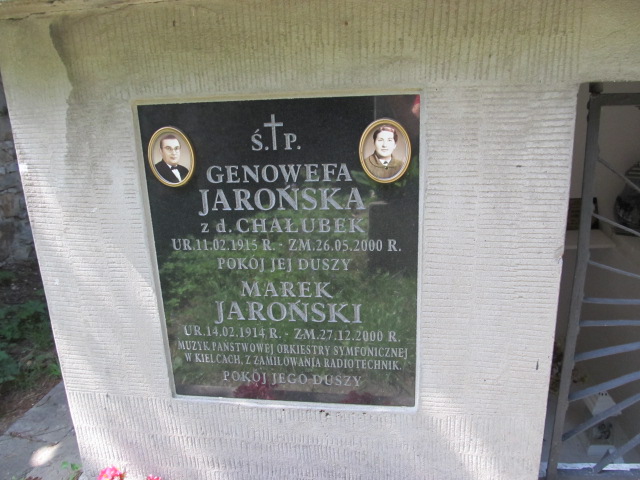 Ś.†P.
GENOWEFA
JAROŃSKA
z d. CHAŁUBEK
UR.11.02.1915 R. - ZM.26.05.2000 R.
POKÓJ JEJ DUSZY
MAREK
JAROŃSKI
UR.14.02.1914 R. - ZM.27.12.2000 R.
MUZYK PAŃSTWOWEJ ORKIESTRY SYMFONICZNEJ
W KIELCACH, Z ZAMIŁOWANIA RADIOTECHNIK.
POKÓJ JEGO DUSZY